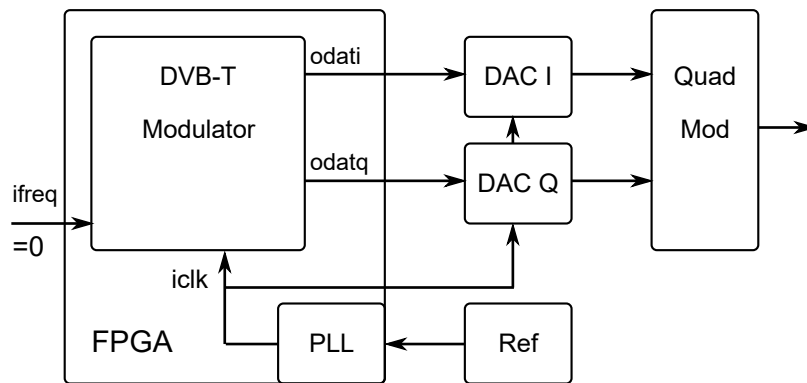 DVB-T
Modulator
odati
odatq
DAC I
DAC Q
Quad
Mod
ifreq
=0
iclk
FPGA
PLL
Ref